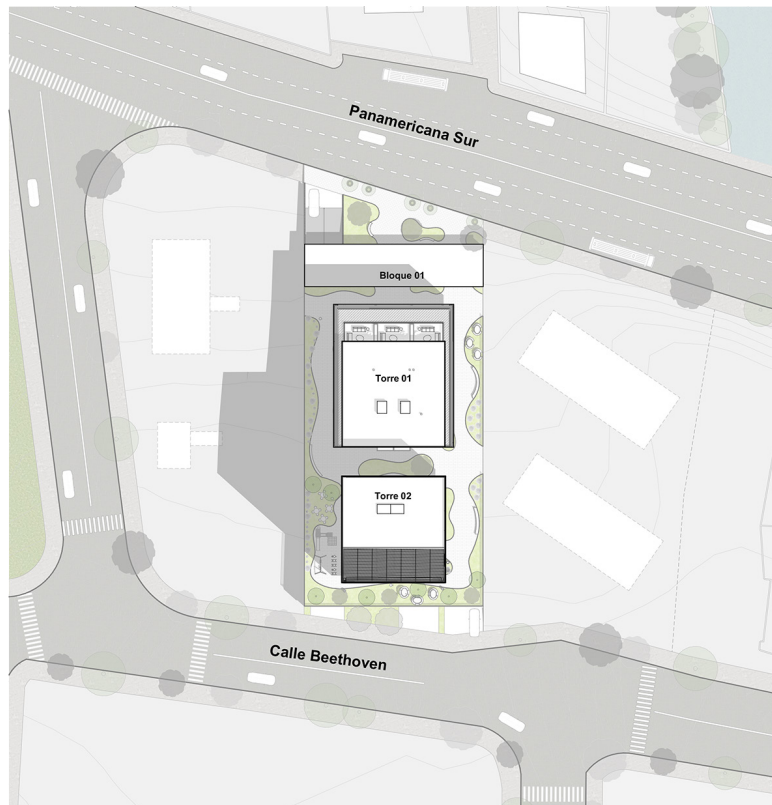 Panamericana Sur
Bloque 01
Torre 01
Torre 02
Calle Beethoven